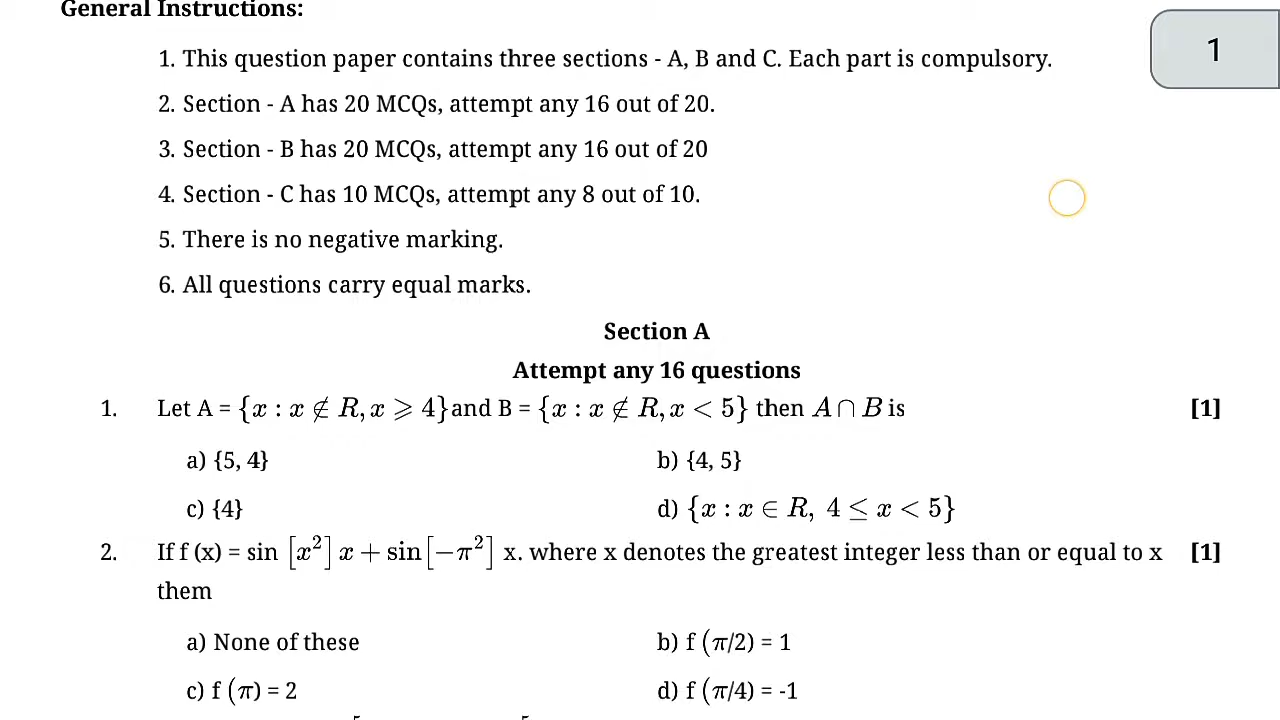 General Instructions:
1
1. This question paper contains three sections - A, B and C. Each part is compulsory.
2. Section - A has 20 MCQs, attempt any 16 out of 20.
3. Section - B has 20 MCQs, attempt any 16 out of 20
4. Section - C has 10 MCQs, attempt any 8 out of 10.
5. There is no negative marking.
6. All questions carry equal marks.
Section A
Attempt any 16 questions
1. Let A = {x : x ∉ R, x ⩾ 4} and B = {x : x ∉ R, x < 5} then A ∩ B is [1]
a) {5, 4} b) {4, 5}
c) {4} d) {x : x ∈ R, 4 ≤ x < 5}
2. If f (x) = sin [x²] x + sin [−π²] x. where x denotes the greatest integer less than or equal to x [1]
them
a) None of these b) f (π/2) = 1
c) f (π) = 2 d) f (π/4) = -1